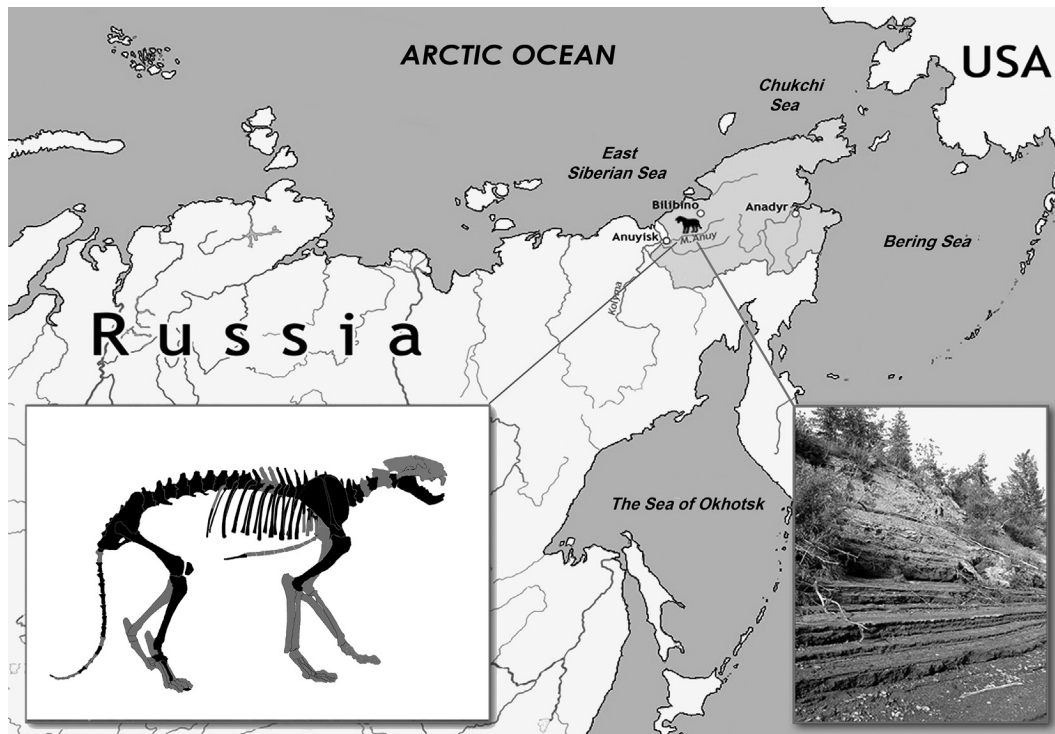 ARCTIC OCEAN
USA
Chukchi
Sea
East
Siberian Sea
Bilibino
Anadyr
Anuyisk
M. Anuy
Bering Sea
Kolyma
Russia
The Sea of Okhotsk